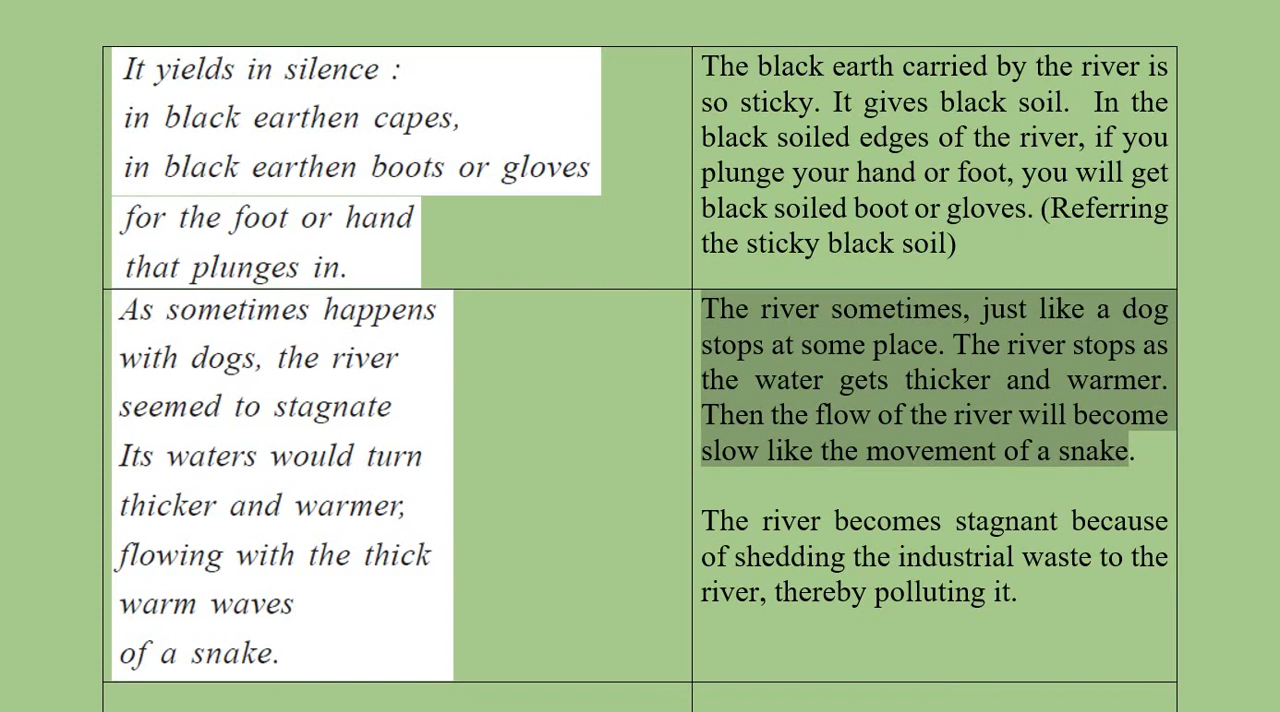 It yields in silence :
in black earthen capes,
in black earthen boots or gloves
for the foot or hand
that plunges in.
The black earth carried by the river is
so sticky. It gives black soil. In the
black soiled edges of the river, if you
plunge your hand or foot, you will get
black soiled boot or gloves. (Referring
the sticky black soil)
As sometimes happens
with dogs, the river
seemed to stagnate
Its waters would turn
thicker and warmer,
flowing with the thick
warm waves
of a snake.
The river sometimes, just like a dog
stops at some place. The river stops as
the water gets thicker and warmer.
Then the flow of the river will become
slow like the movement of a snake.
The river becomes stagnant because
of shedding the industrial waste to the
river, thereby polluting it.